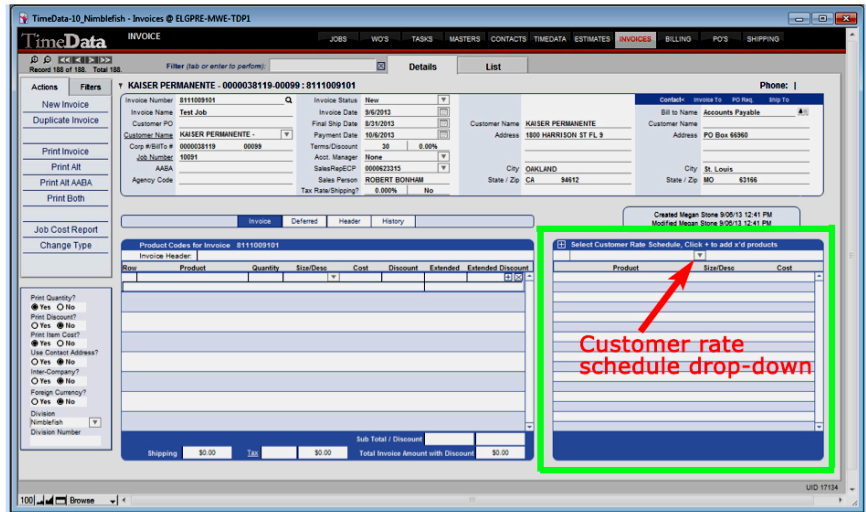 TimeData-10_Nimblefish - Invoices @ ELGPRE-MWE-TDP1
TimeData INVOICE JOBS WO'S TASKS MASTERS CONTACTS TIMEDATA ESTIMATES INVOICES BILLING PO'S SHIPPING
Record 188 of 188. Total 188. Filter (tab or enter to perfom): Details List
Actions Filters
KAISER PERMANENTE - 0000038119-00099 : 8111009101 Phone: |
New Invoice
Duplicate Invoice
Print Invoice
Print Alt
Print Alt AABA
Print Both
Job Cost Report
Change Type
Invoice Number 8111009101
Invoice Name Test Job
Customer PO
Customer Name KAISER PERMANENTE -
Corp #/BillTo # 0000038119 00099
Job Number 10091
AABA
Agency Code
Invoice Status New
Invoice Date 9/6/2013
Final Ship Date 8/31/2013
Payment Date 10/6/2013
Terms/Discount 30 0.00%
Acct. Manager None
SalesRepECP 0000623315
Sales Person ROBERT BONHAM
Tax Rate/Shipping? 0.000% No
Customer Name KAISER PERMANENTE
Address 1800 HARRISON ST FL 9
City OAKLAND
State / Zip CA 94612
Contact< Invoice To PO Req. Ship To
Bill to Name Accounts Payable
Customer Name
Address PO Box 66960
City St. Louis
State / Zip MO 63166
Created Megan Stone 9/06/13 12:41 PM
Modified Megan Stone 9/06/13 12:41 PM
Invoice Deferred Header History
Product Codes for Invoice 8111009101
Invoice Header:
Row Product Quantity Size/Desc Cost Discount Extended Extended Discount
Select Customer Rate Schedule, Click + to add x'd products
Product Size/Desc Cost
Customer rate
schedule drop-down
Print Quantity?
Yes No
Print Discount?
Yes No
Print Item Cost?
Yes No
Use Contact Address?
Yes No
Inter-Company?
Yes No
Foreign Currency?
Yes No
Division
Nimblefish
Division Number
Sub Total / Discount
Shipping $0.00 Tax $0.00 Total Invoice Amount with Discount $0.00
UID 17134
100 Browse